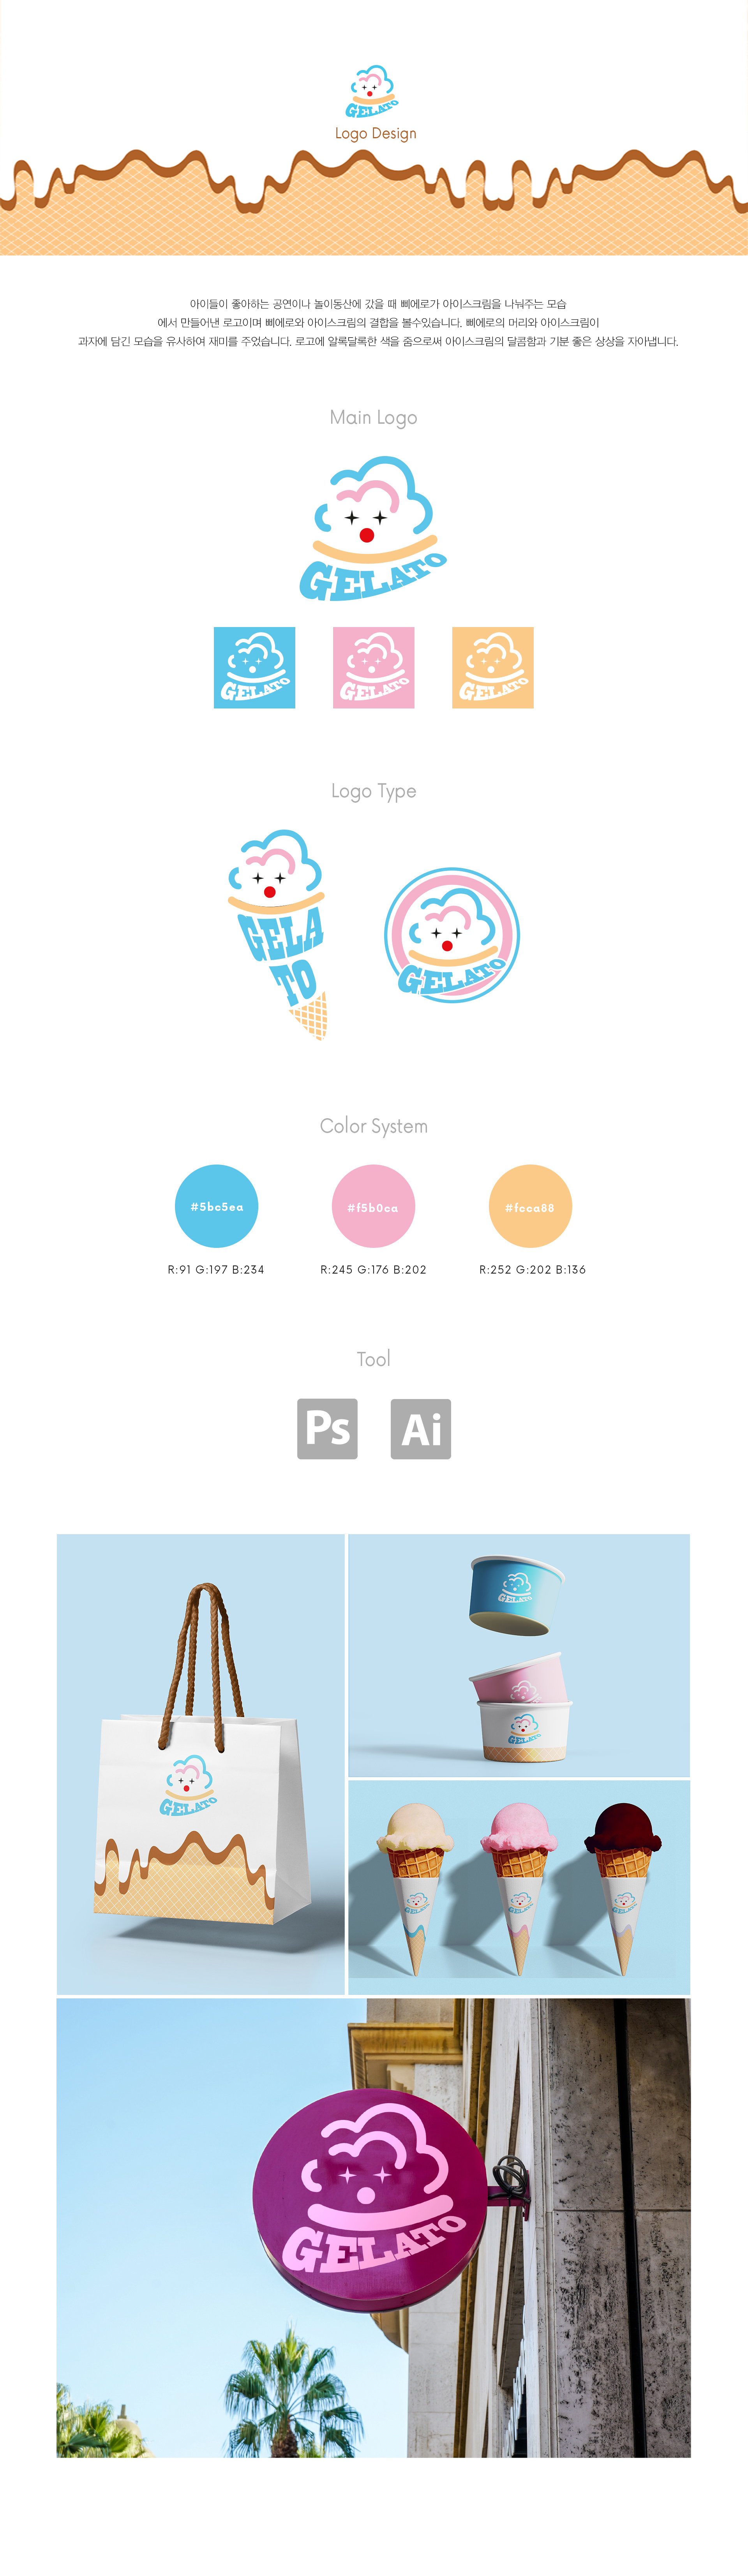 GELATO
Logo Design
아이들이 좋아하는 공연이나 놀이동산에 갔을 때 삐에로가 아이스크림을 나눠주는 모습
에서 만들어낸 로고이며 삐에로와 아이스크림의 결합을 볼수있습니다. 삐에로의 머리와 아이스크림이
과자에 담긴 모습을 유사하여 재미를 주었습니다. 로고에 알록달록한 색을 줌으로써 아이스크림의 달콤함과 기분 좋은 상상을 자아냅니다.
Main Logo
GELATO
GELATO
GELATO
GELATO
Logo Type
GELA
TO
GELATO
Color System
#5bc5ea
#f5b0ca
#fcca88
R:91 G:197 B:234
R:245 G:176 B:202
R:252 G:202 B:136
Tool
Ps
Ai
GELATO
GELATO
GELATO
GELATO
GELATO
GELATO
GELATO